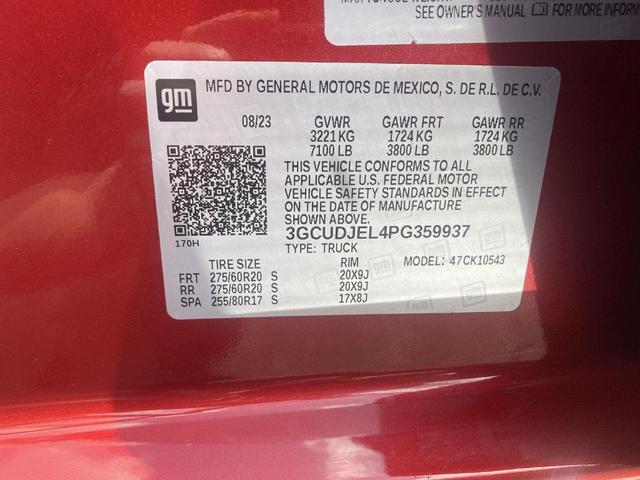 SEE OWNER'S MANUAL FOR MORE INFORM
gm
MFD BY GENERAL MOTORS DE MEXICO, S. DE R.L. DE C.V.
08/23 GVWR GAWR FRT GAWR RR
3221 KG 1724 KG 1724 KG
7100 LB 3800 LB 3800 LB
THIS VEHICLE CONFORMS TO ALL
APPLICABLE U.S. FEDERAL MOTOR
VEHICLE SAFETY STANDARDS IN EFFECT
ON THE DATE OF MANUFACTURE
SHOWN ABOVE.
170H
3GCUDJEL4PG359937
TYPE: TRUCK
TIRE SIZE RIM MODEL: 47CK10543
FRT 275/60R20 S 20X9J
RR 275/60R20 S 20X9J
SPA 255/80R17 S 17X8J